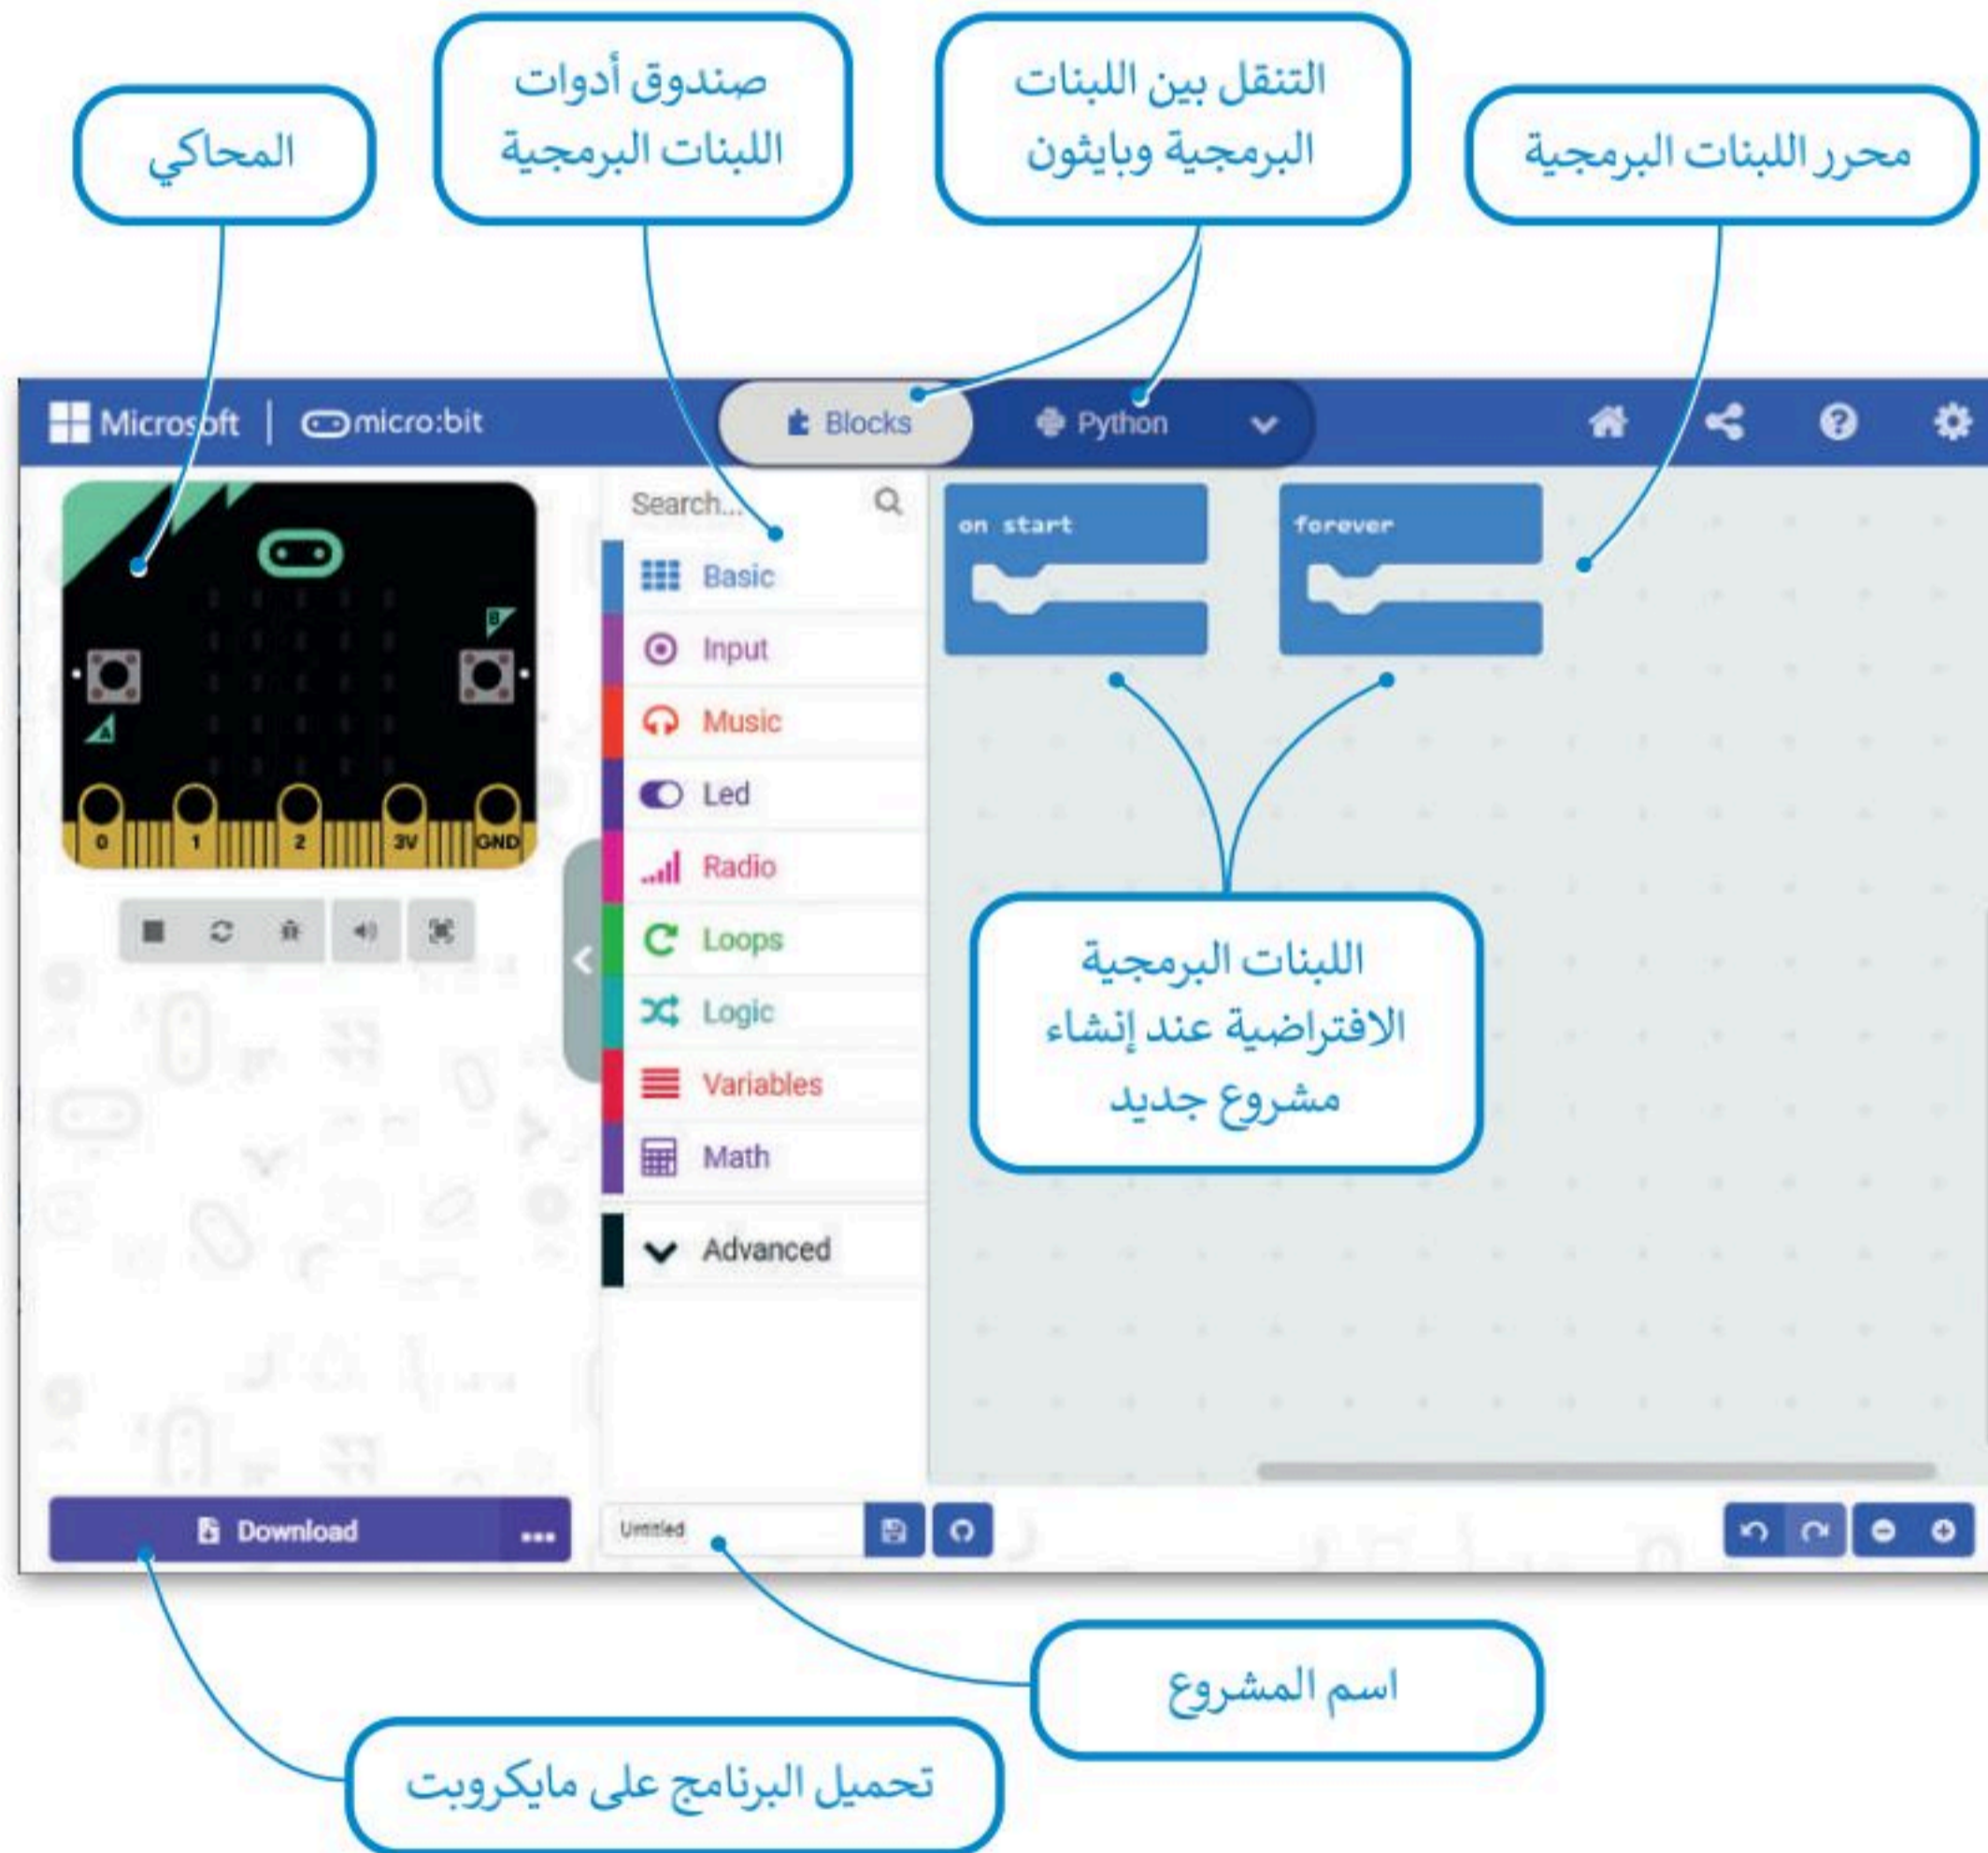 محرر اللبنات البرمجية
التنقل بين اللبنات
البرمجية وبايثون
صندوق أدوات
اللبنات البرمجية
المحاكي
Microsoft | micro:bit
Blocks
Python
Search...
Basic
Input
Music
Led
Radio
Loops
Logic
Variables
Math
Advanced
on start
forever
A
B
0 1 2 3V GND
اللبنات البرمجية
الافتراضية عند إنشاء
مشروع جديد
Download
Untitled
اسم المشروع
تحميل البرنامج على مايكروبت